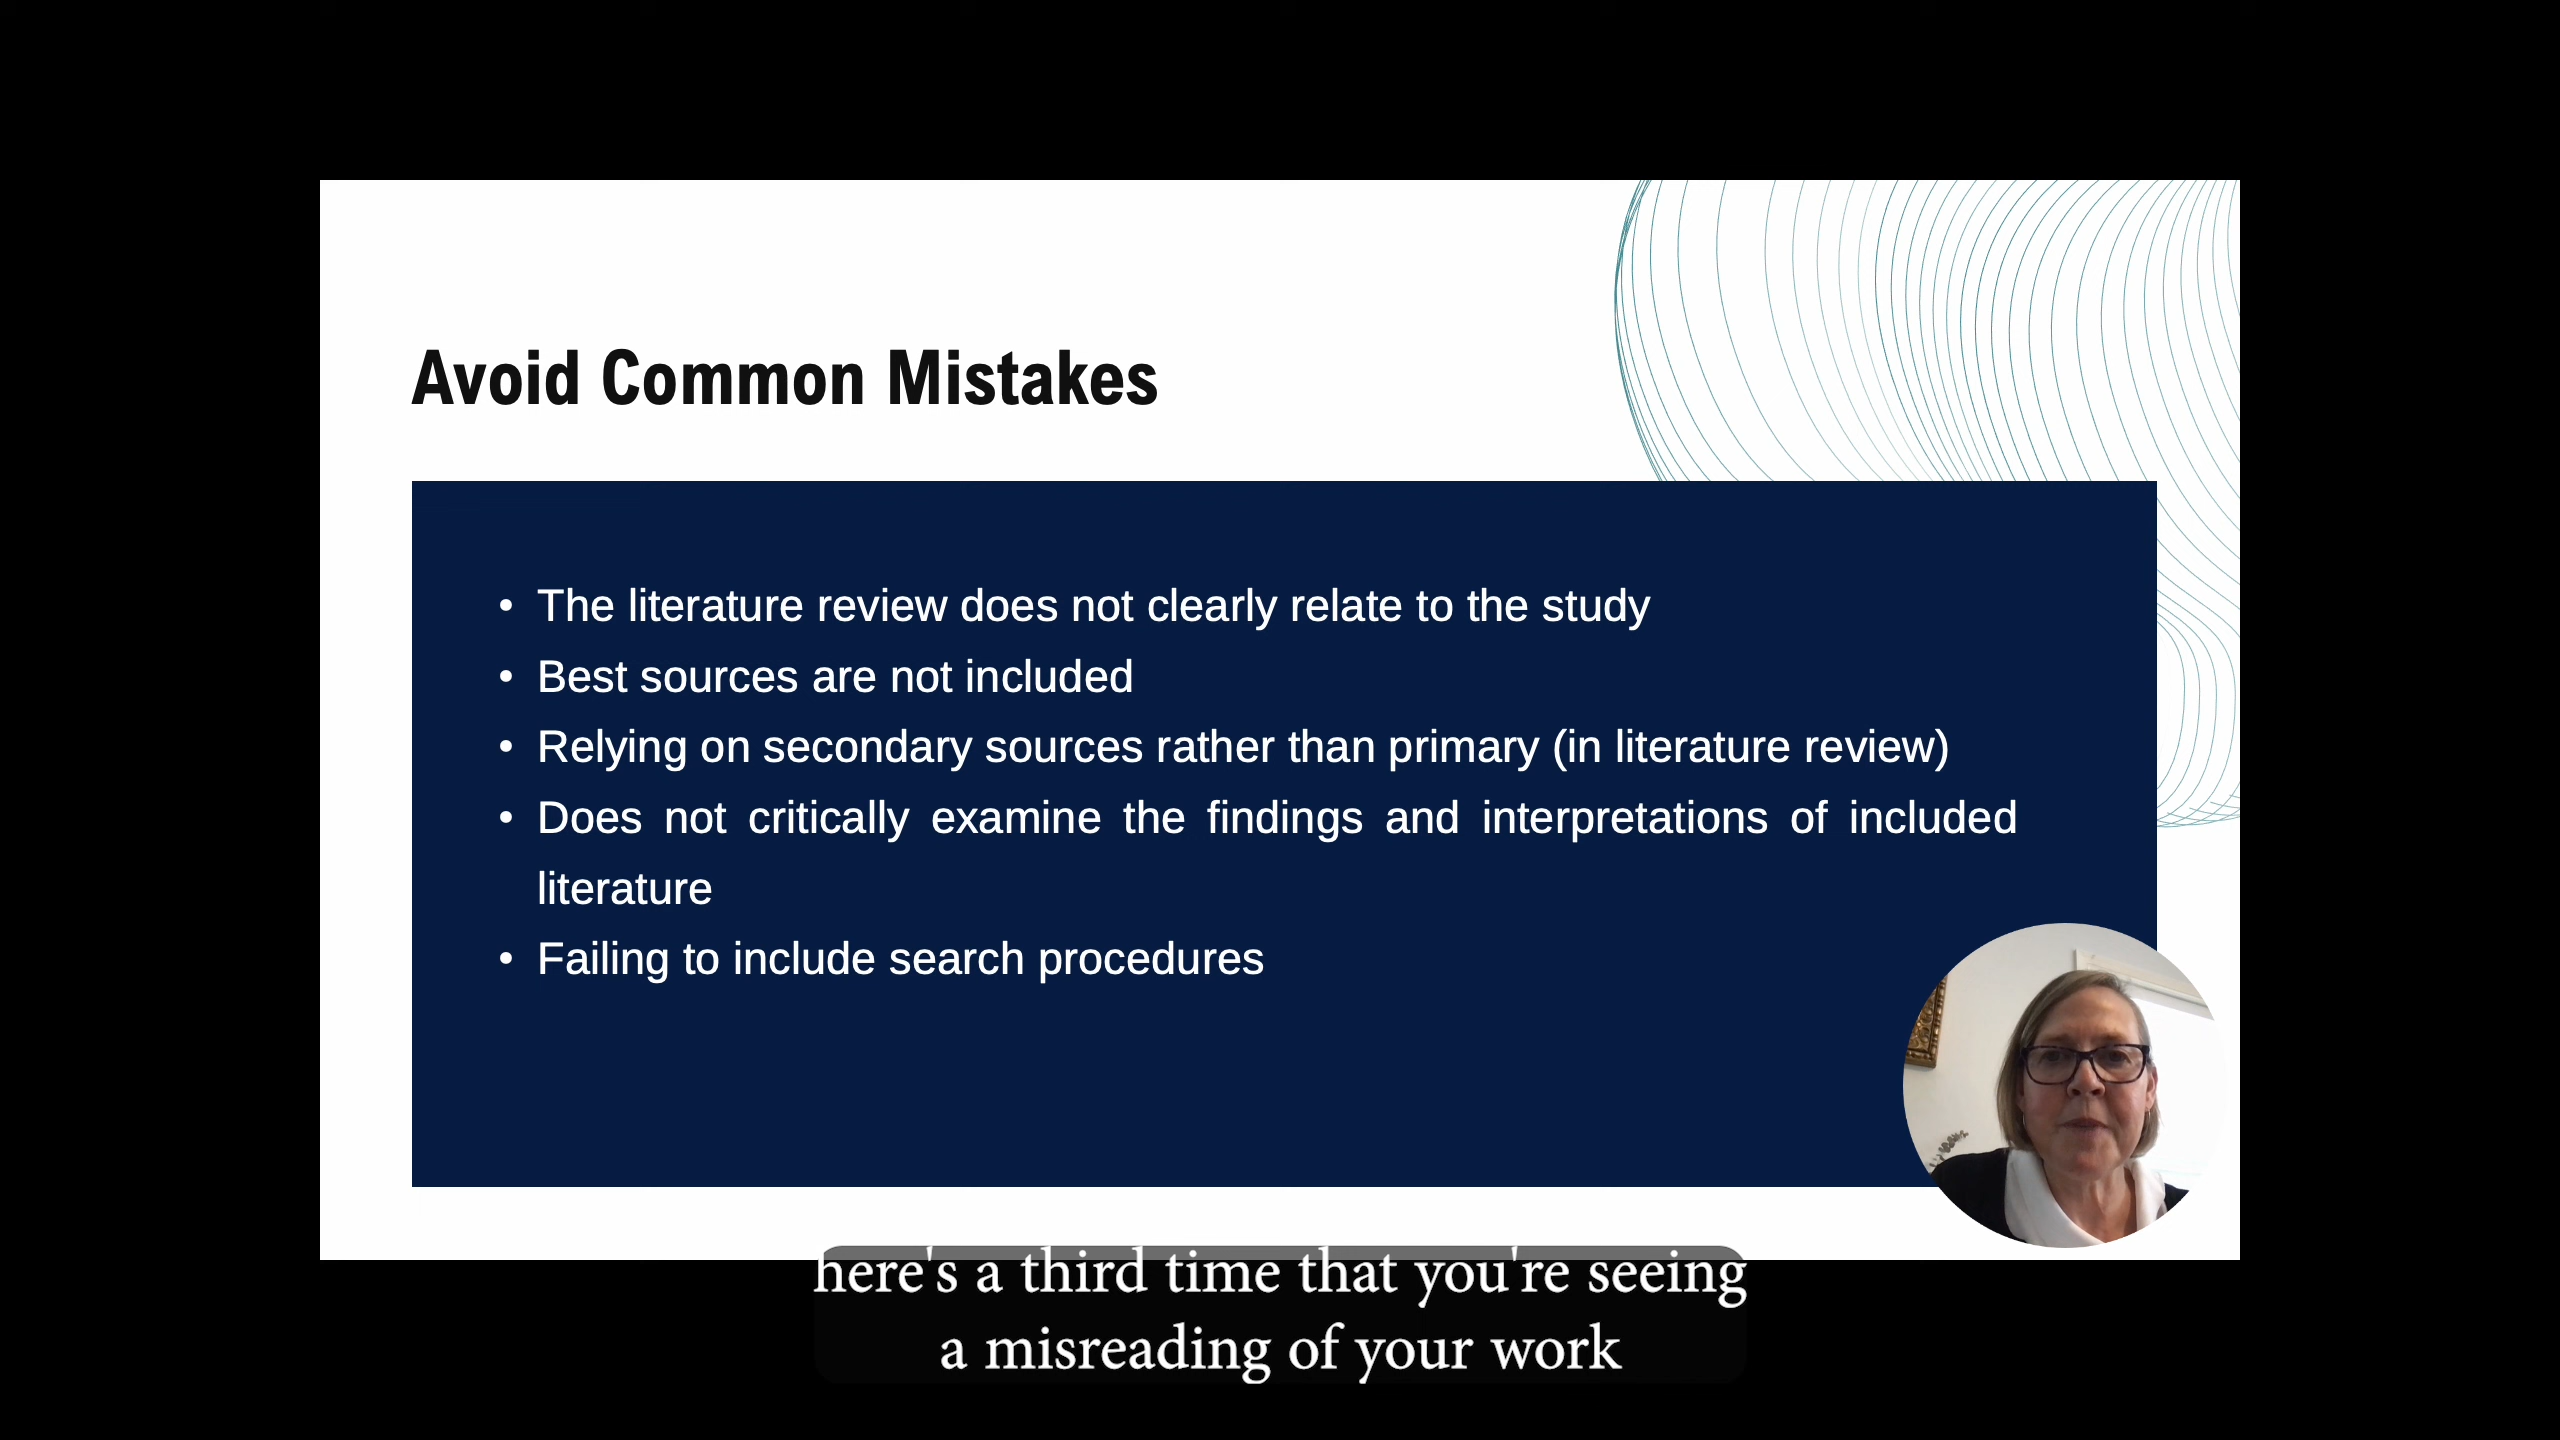 Avoid Common Mistakes
• The literature review does not clearly relate to the study
• Best sources are not included
• Relying on secondary sources rather than primary (in literature review)
• Does not critically examine the findings and interpretations of included
literature
• Failing to include search procedures
here's a third time that you're seeing
a misreading of your work